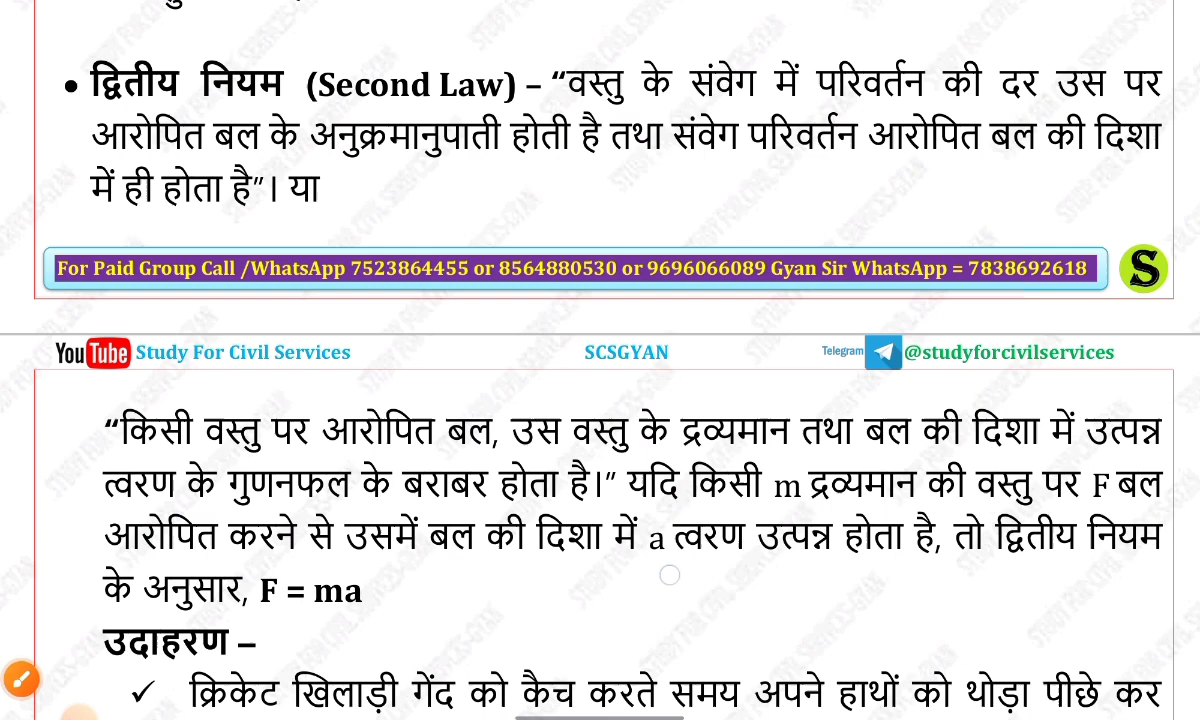 • द्वितीय नियम (Second Law) – “वस्तु के संवेग में परिवर्तन की दर उस पर
आरोपित बल के अनुक्रमानुपाती होती है तथा संवेग परिवर्तन आरोपित बल की दिशा
में ही होता है”। या
For Paid Group Call /WhatsApp 7523864455 or 8564880530 or 9696066089 Gyan Sir WhatsApp = 7838692618
S
YouTube Study For Civil Services SCSGYAN Telegram @studyforcivilservices
“किसी वस्तु पर आरोपित बल, उस वस्तु के द्रव्यमान तथा बल की दिशा में उत्पन्न
त्वरण के गुणनफल के बराबर होता है।” यदि किसी m द्रव्यमान की वस्तु पर F बल
आरोपित करने से उसमें बल की दिशा में a त्वरण उत्पन्न होता है, तो द्वितीय नियम
के अनुसार, F = ma
उदाहरण –
✓ क्रिकेट खिलाड़ी गेंद को कैच करते समय अपने हाथों को थोड़ा पीछे कर